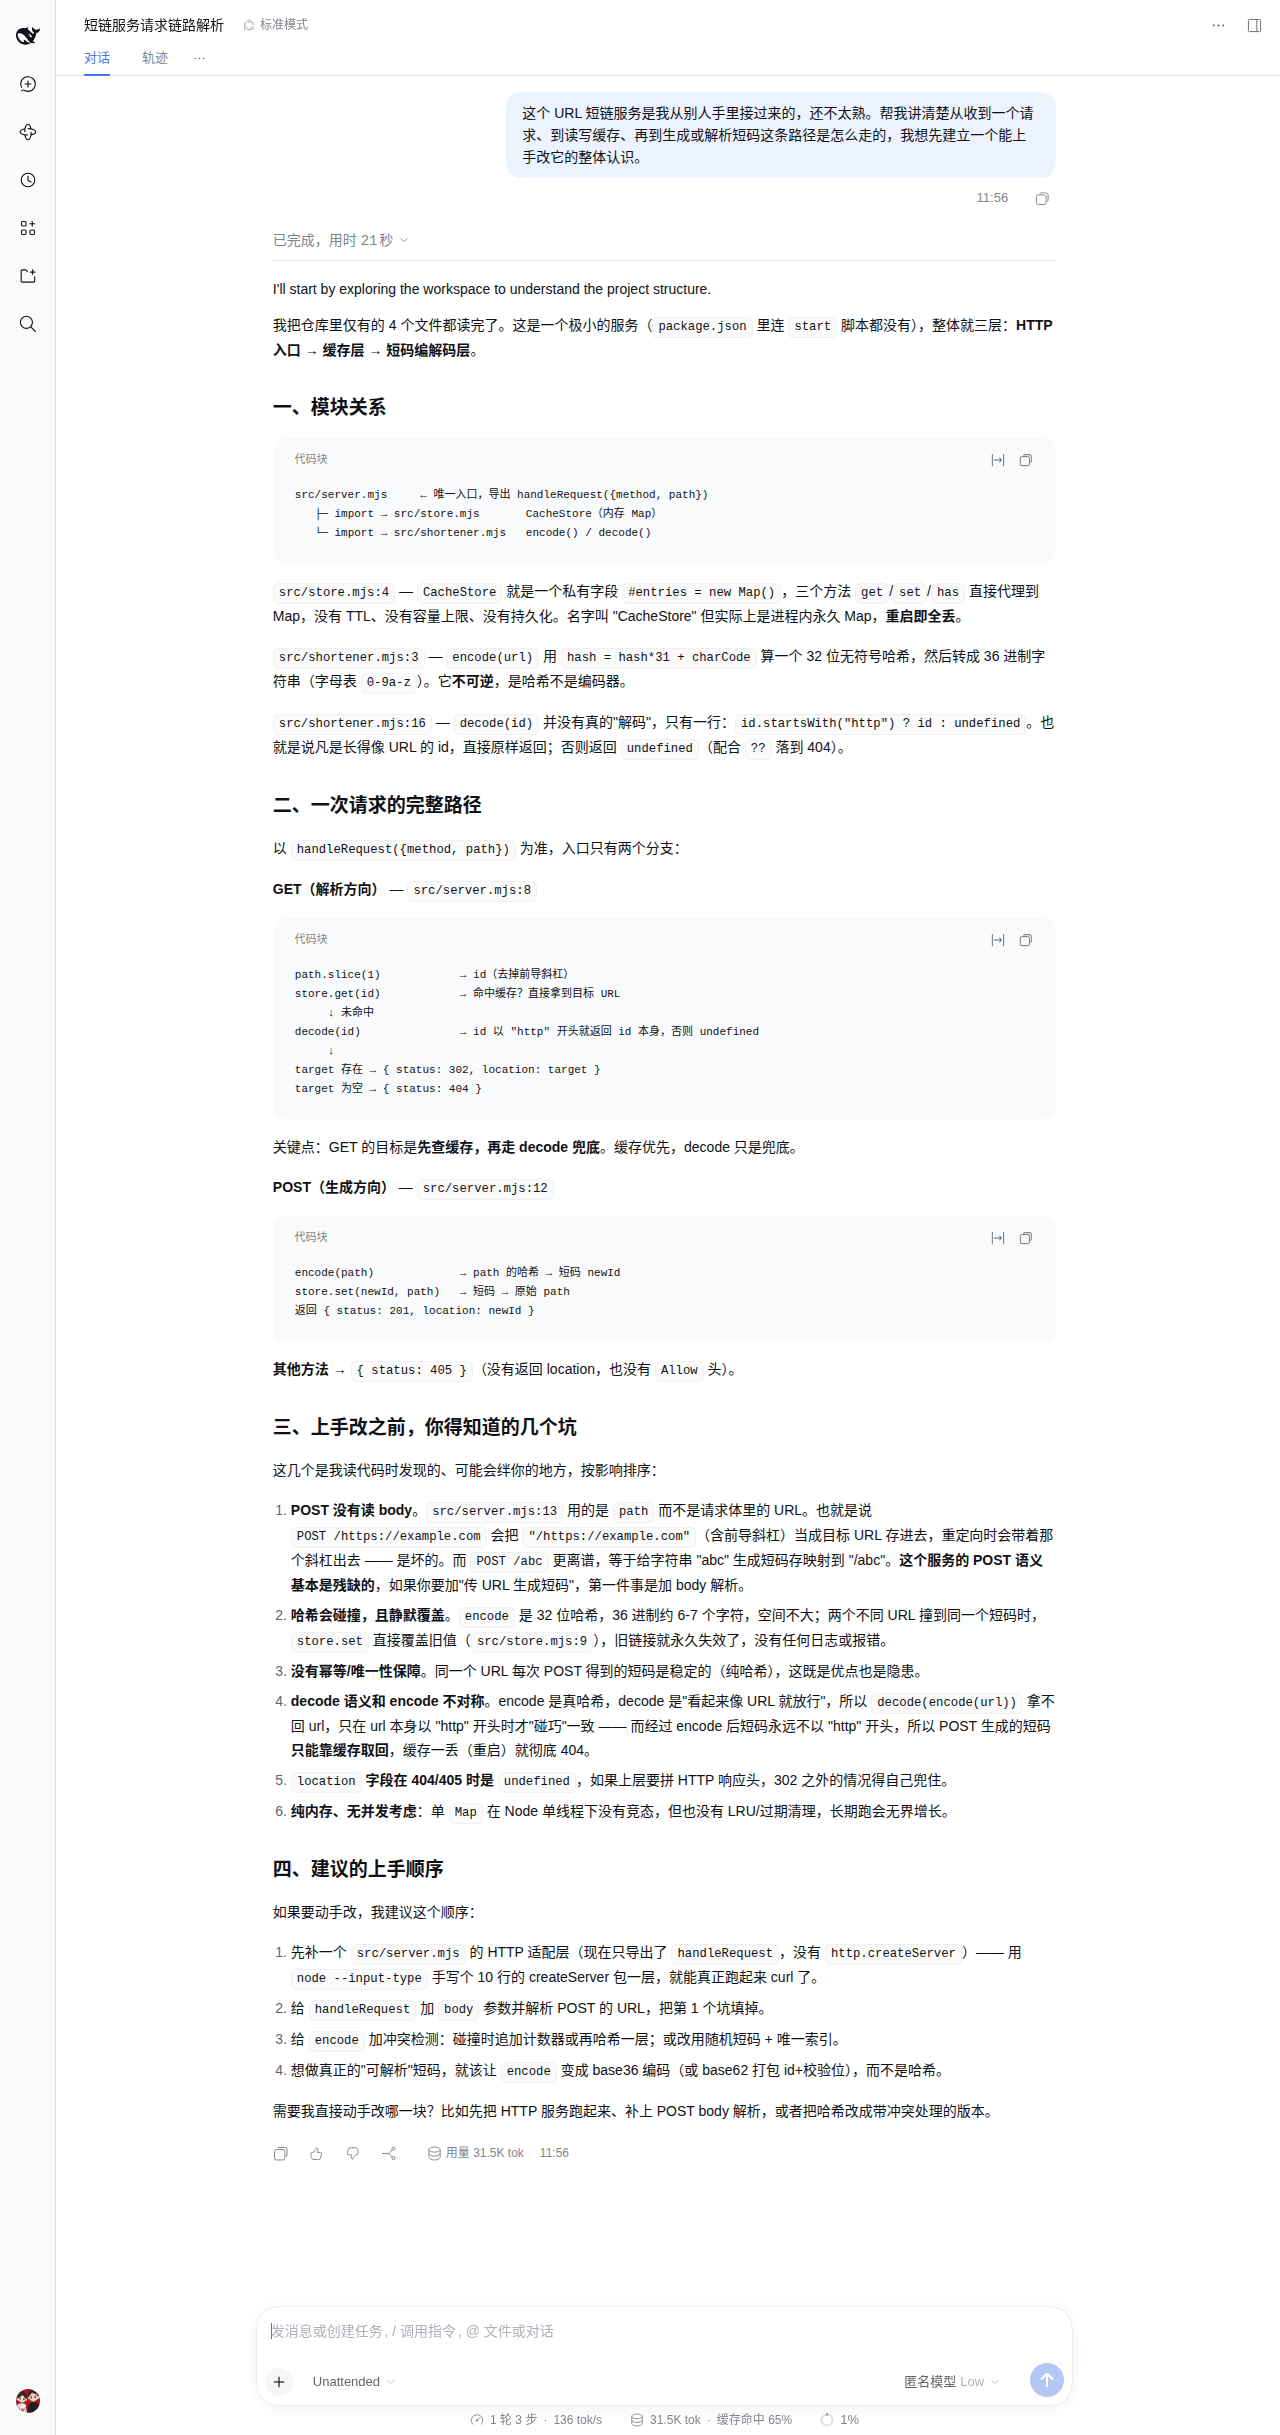 短链服务请求链路解析 标准模式
对话 轨迹 ···
这个 URL 短链服务是我从别人手里接过来的，还不太熟。帮我讲清楚从收到一个请
求、到读写缓存、再到生成或解析短码这条路径是怎么走的，我想先建立一个能上
手改它的整体认识。
11:56
已完成，用时 21秒
I'll start by exploring the workspace to understand the project structure.
我把仓库里仅有的 4 个文件都读完了。这是一个极小的服务（package.json 里连 start 脚本都没有），整体就三层：HTTP
入口 → 缓存层 → 短码编解码层。
一、模块关系
代码块
src/server.mjs     ← 唯一入口，导出 handleRequest({method, path})
   ├─ import → src/store.mjs       CacheStore（内存 Map）
   └─ import → src/shortener.mjs   encode() / decode()
src/store.mjs:4 — CacheStore 就是一个私有字段 #entries = new Map()，三个方法 get/set/has 直接代理到
Map，没有 TTL、没有容量上限、没有持久化。名字叫 "CacheStore" 但实际上是进程内永久 Map，重启即全丢。
src/shortener.mjs:3 — encode(url) 用 hash = hash*31 + charCode 算一个 32 位无符号哈希，然后转成 36 进制字
符串（字母表 0-9a-z）。它不可逆，是哈希不是编码器。
src/shortener.mjs:16 — decode(id) 并没有真的"解码"，只有一行：id.startsWith("http") ? id : undefined。也
就是说凡是长得像 URL 的 id，直接原样返回；否则返回 undefined（配合 ?? 落到 404）。
二、一次请求的完整路径
以 handleRequest({method, path}) 为准，入口只有两个分支：
GET（解析方向） — src/server.mjs:8
代码块
path.slice(1)            → id（去掉前导斜杠）
store.get(id)            → 命中缓存？直接拿到目标 URL
     ↓ 未命中
decode(id)               → id 以 "http" 开头就返回 id 本身，否则 undefined
     ↓
target 存在 → { status: 302, location: target }
target 为空 → { status: 404 }
关键点：GET 的目标是先查缓存，再走 decode 兜底。缓存优先，decode 只是兜底。
POST（生成方向） — src/server.mjs:12
代码块
encode(path)             → path 的哈希 → 短码 newId
store.set(newId, path)   → 短码 → 原始 path
返回 { status: 201, location: newId }
其他方法 → { status: 405 }（没有返回 location，也没有 Allow 头）。
三、上手改之前，你得知道的几个坑
这几个是我读代码时发现的、可能会绊你的地方，按影响排序：
1. POST 没有读 body。src/server.mjs:13 用的是 path 而不是请求体里的 URL。也就是说
POST /https://example.com 会把 "/https://example.com"（含前导斜杠）当成目标 URL 存进去，重定向时会带着那
个斜杠出去 —— 是坏的。而 POST /abc 更离谱，等于给字符串 "abc" 生成短码存映射到 "/abc"。这个服务的 POST 语义
基本是残缺的，如果你要加"传 URL 生成短码"，第一件事是加 body 解析。
2. 哈希会碰撞，且静默覆盖。encode 是 32 位哈希，36 进制约 6-7 个字符，空间不大；两个不同 URL 撞到同一个短码时，
store.set 直接覆盖旧值（src/store.mjs:9），旧链接就永久失效了，没有任何日志或报错。
3. 没有幂等/唯一性保障。同一个 URL 每次 POST 得到的短码是稳定的（纯哈希），这既是优点也是隐患。
4. decode 语义和 encode 不对称。encode 是真哈希，decode 是"看起来像 URL 就放行"，所以 decode(encode(url)) 拿不
回 url，只在 url 本身以 "http" 开头时才"碰巧"一致 —— 而经过 encode 后短码永远不以 "http" 开头，所以 POST 生成的短码
只能靠缓存取回，缓存一丢（重启）就彻底 404。
5. location 字段在 404/405 时是 undefined，如果上层要拼 HTTP 响应头，302 之外的情况得自己兜住。
6. 纯内存、无并发考虑：单 Map 在 Node 单线程下没有竞态，但也没有 LRU/过期清理，长期跑会无界增长。
四、建议的上手顺序
如果要动手改，我建议这个顺序：
1. 先补一个 src/server.mjs 的 HTTP 适配层（现在只导出了 handleRequest，没有 http.createServer）—— 用
node --input-type 手写个 10 行的 createServer 包一层，就能真正跑起来 curl 了。
2. 给 handleRequest 加 body 参数并解析 POST 的 URL，把第 1 个坑填掉。
3. 给 encode 加冲突检测：碰撞时追加计数器或再哈希一层；或改用随机短码 + 唯一索引。
4. 想做真正的"可解析"短码，就该让 encode 变成 base36 编码（或 base62 打包 id+校验位），而不是哈希。
需要我直接动手改哪一块？比如先把 HTTP 服务跑起来、补上 POST body 解析，或者把哈希改成带冲突处理的版本。
用量 31.5K tok 11:56
发消息或创建任务, / 调用指令, @ 文件或对话
Unattended 匿名模型 Low
1 轮 3 步 · 136 tok/s 31.5K tok · 缓存命中 65% 1%